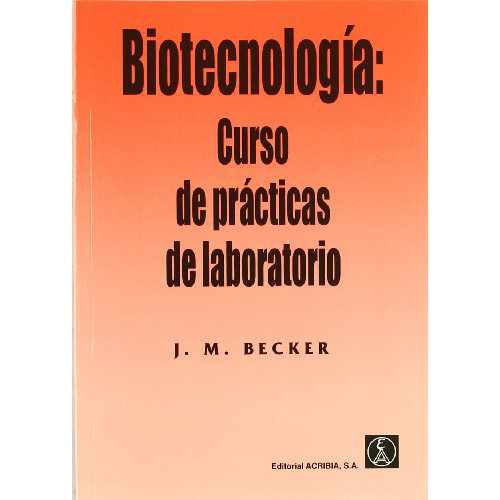 Biotecnología:
Curso
de prácticas
de laboratorio
J. M. BECKER
Editorial ACRIBIA, S.A.